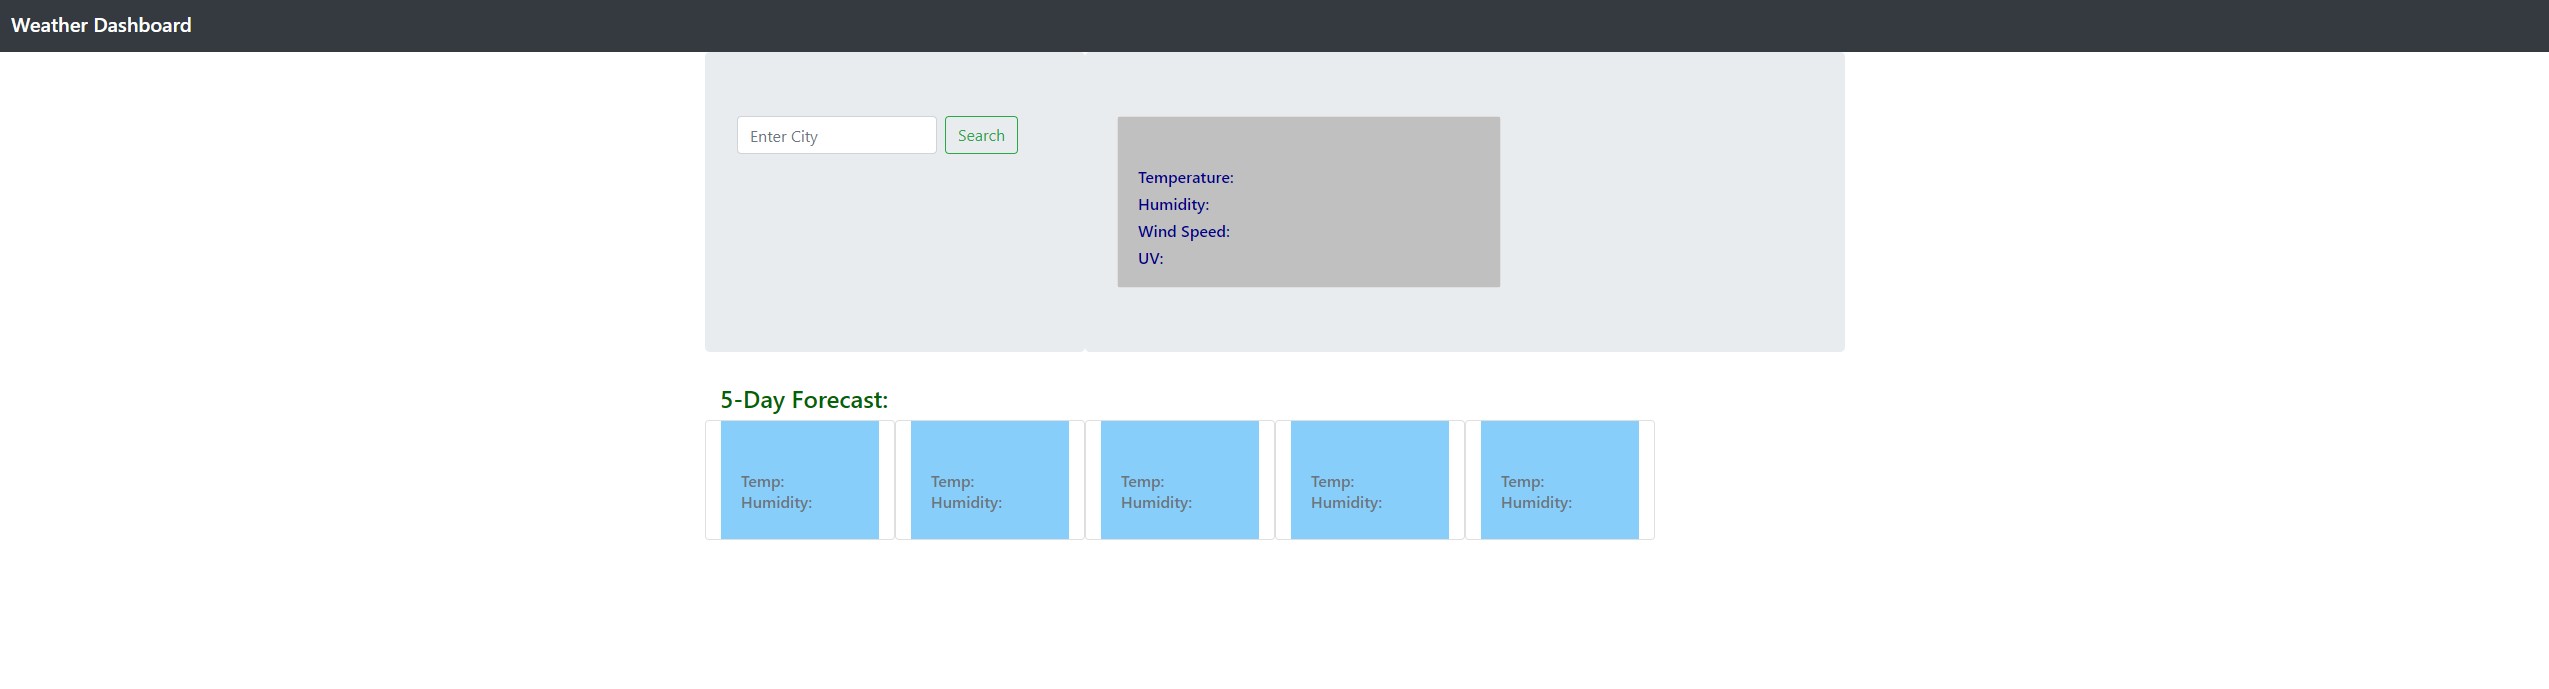 Weather Dashboard
Enter City
Search
Temperature:
Humidity:
Wind Speed:
UV:
5-Day Forecast:
Temp:
Humidity:
Temp:
Humidity:
Temp:
Humidity:
Temp:
Humidity:
Temp:
Humidity: